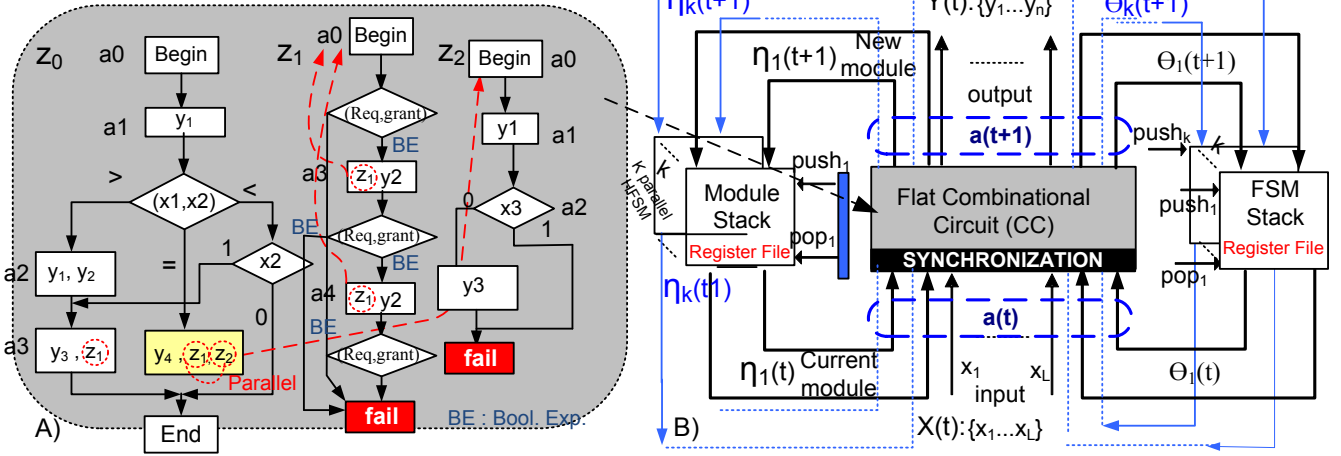 Z0
a0
Begin
a1
y1
>
(x1,x2)
<
=
1
x2
0
a2
y1, y2
a3
y3 , z1
y4 , z1 z2
Parallel
End
A)
Z1
a0
Begin
(Req,grant)
BE
a3
z1 y2
BE
(Req,grant)
BE
a4
z1 y2
BE
(Req,grant)
fail
BE : Bool. Exp.
Z2
Begin
a0
y1
a1
0
x3
a2
1
y3
fail
ηk(t+1)
Y(t): {y1...yn}
Θk(t+1)
η1(t+1)
New
module
output
Θ1(t+1)
a(t+1)
K parallel
HFSM
k
Module
Stack
Register File
push1
pop1
Flat Combinational
Circuit (CC)
SYNCHRONIZATION
pushk
k
push1
pop1
FSM
Stack
Register File
ηk(t1)
a(t)
η1(t)
Current
module
x1
xL
input
Θ1(t)
B)
X(t): {x1...xL}